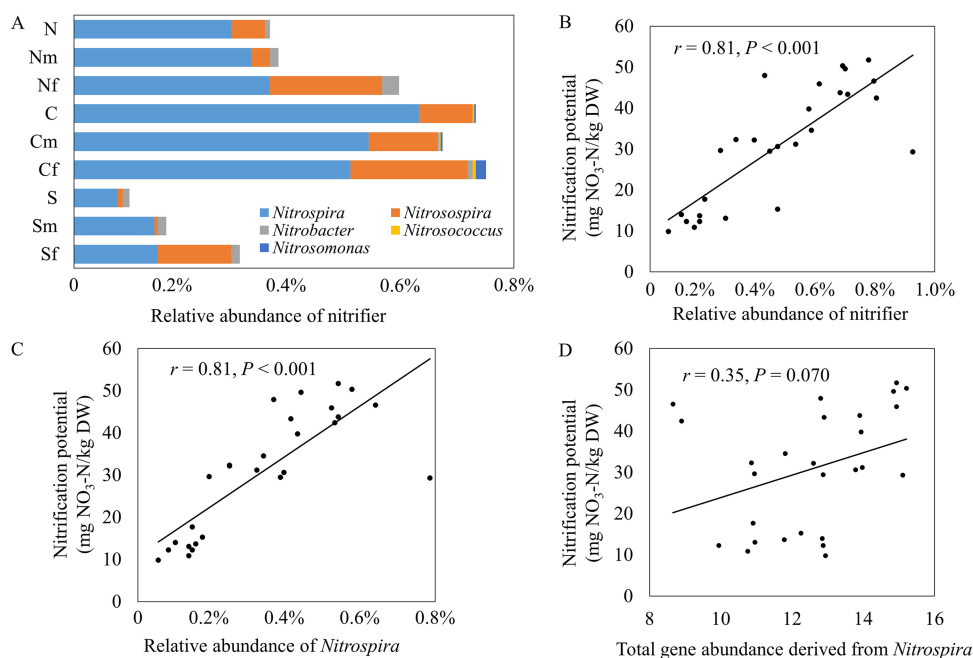 A
N
Nm
Nf
C
Cm
Cf
S
Sm
Sf
Nitrospira Nitrosospira
Nitrobacter Nitrosococcus
Nitrosomonas
0 0.2% 0.4% 0.6% 0.8%
Relative abundance of nitrifier
B
r = 0.81, P < 0.001
60
50
40
30
20
10
0
Nitrification potential
(mg NO3-N/kg DW)
0 0.2% 0.4% 0.6% 0.8% 1.0%
Relative abundance of nitrifier
C
r = 0.81, P < 0.001
60
50
40
30
20
10
0
Nitrification potential
(mg NO3-N/kg DW)
0 0.2% 0.4% 0.6% 0.8%
Relative abundance of Nitrospira
D
r = 0.35, P = 0.070
60
50
40
30
20
10
0
Nitrification potential
(mg NO3-N/kg DW)
8 10 12 14 16
Total gene abundance derived from Nitrospira